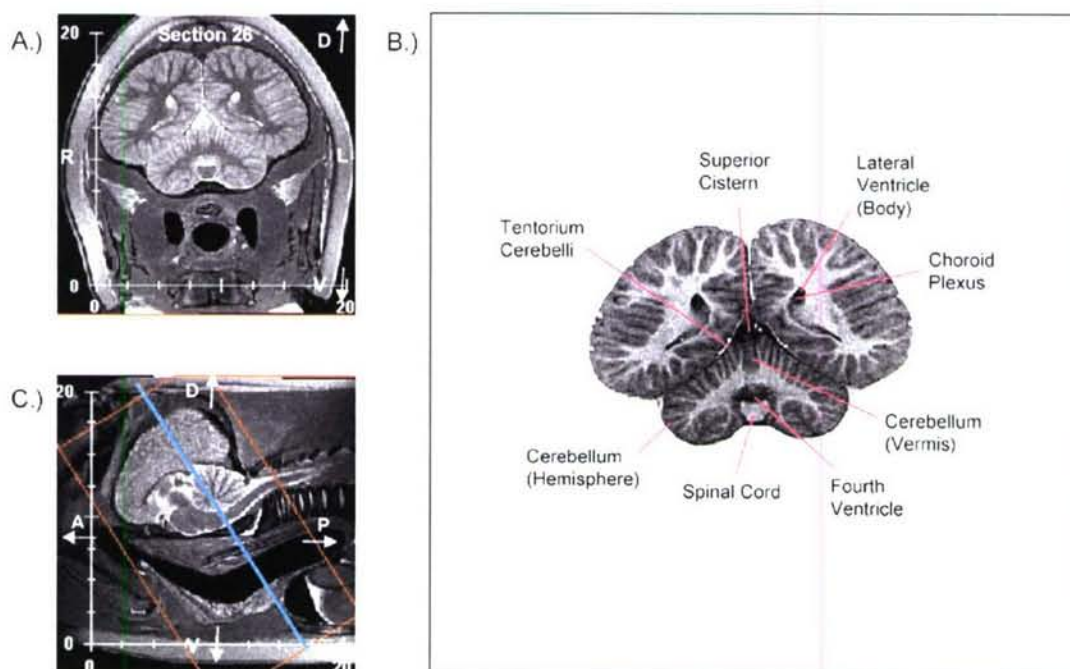 A.)
20
Section 26
D
R
L
0
V
0
20
B.)
Superior
Cistern
Lateral
Ventricle
(Body)
Tentorium
Cerebelli
Choroid
Plexus
Cerebellum
(Vermis)
Cerebellum
(Hemisphere)
Spinal Cord
Fourth
Ventricle
C.)
20
D
A
P
0
V
0
20